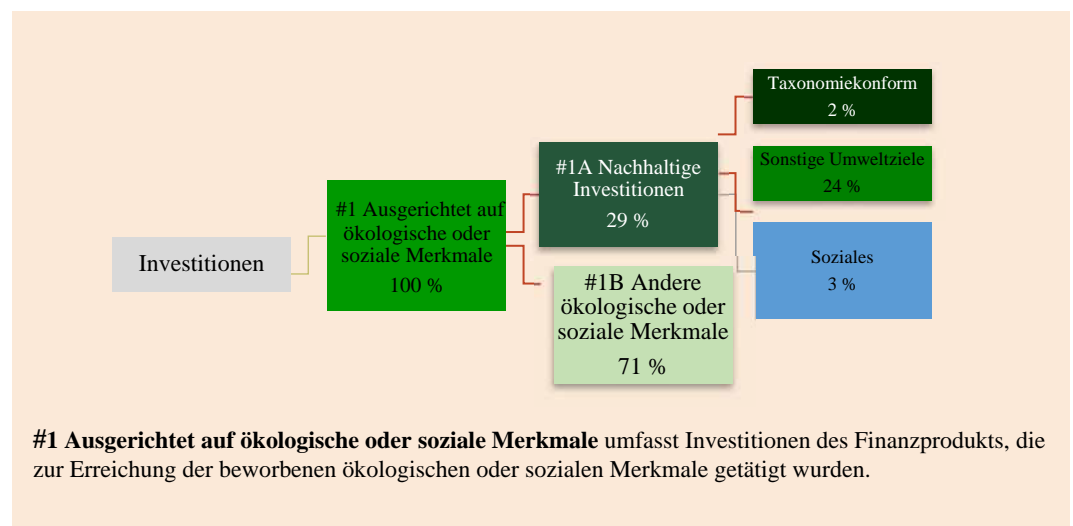 Investitionen
#1 Ausgerichtet auf
ökologische oder
soziale Merkmale
100 %
#1A Nachhaltige
Investitionen
29 %
#1B Andere
ökologische oder
soziale Merkmale
71 %
Taxonomiekonform
2 %
Sonstige Umweltziele
24 %
Soziales
3 %
#1 Ausgerichtet auf ökologische oder soziale Merkmale umfasst Investitionen des Finanzprodukts, die
zur Erreichung der beworbenen ökologischen oder sozialen Merkmale getätigt wurden.